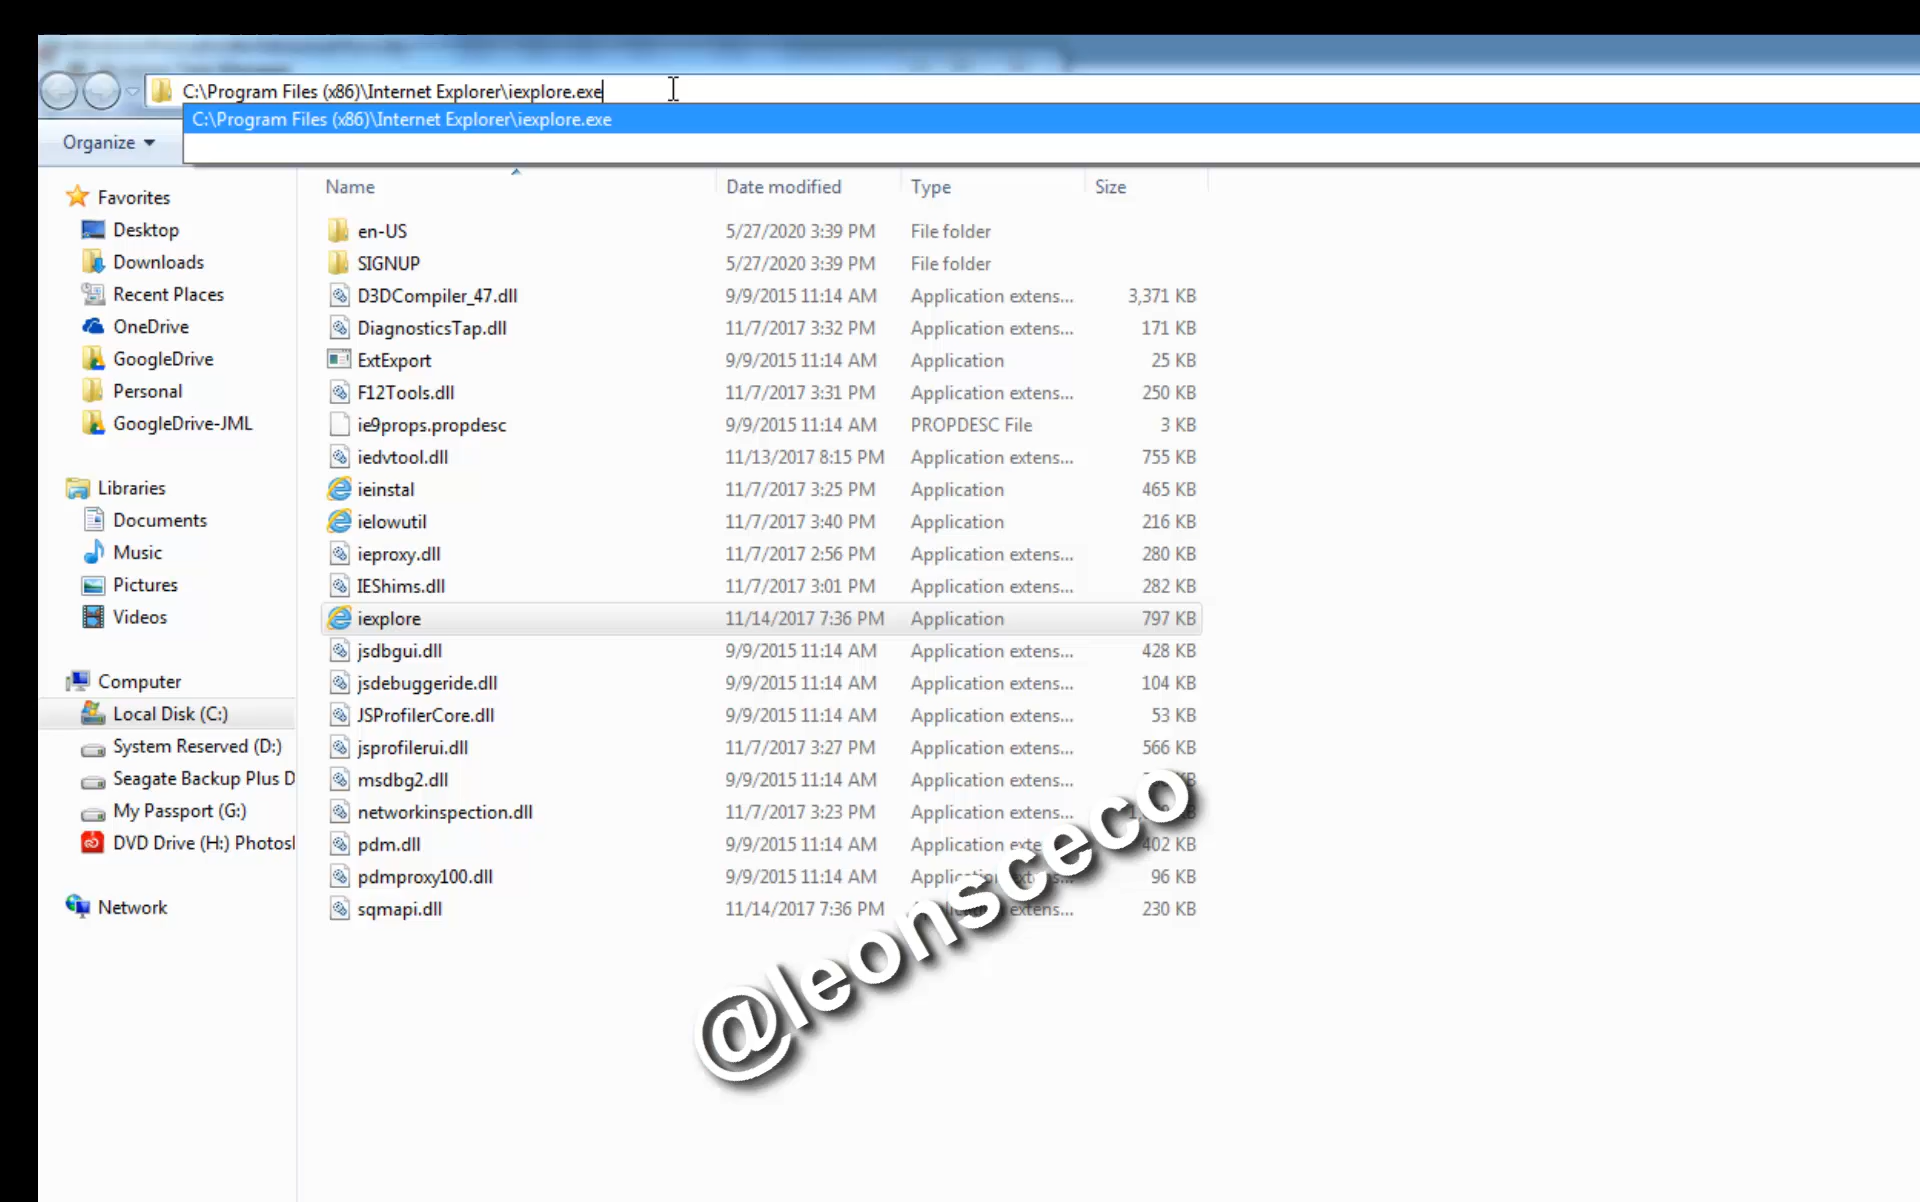 C:\Program Files (x86)\Internet Explorer\iexplore.exe
C:\Program Files (x86)\Internet Explorer\iexplore.exe
Organize
Name Date modified Type Size
Favorites
Desktop
Downloads
Recent Places
OneDrive
GoogleDrive
Personal
GoogleDrive-JML
Libraries
Documents
Music
Pictures
Videos
Computer
Local Disk (C:)
System Reserved (D:)
Seagate Backup Plus D
My Passport (G:)
DVD Drive (H:) Photos
Network
en-US 5/27/2020 3:39 PM File folder
SIGNUP 5/27/2020 3:39 PM File folder
D3DCompiler_47.dll 9/9/2015 11:14 AM Application extens... 3,371 KB
DiagnosticsTap.dll 11/7/2017 3:32 PM Application extens... 171 KB
ExtExport 9/9/2015 11:14 AM Application 25 KB
F12Tools.dll 11/7/2017 3:31 PM Application extens... 250 KB
ie9props.propdesc 9/9/2015 11:14 AM PROPDESC File 3 KB
iedvtool.dll 11/13/2017 8:15 PM Application extens... 755 KB
ieinstal 11/7/2017 3:25 PM Application 465 KB
ielowutil 11/7/2017 3:40 PM Application 216 KB
ieproxy.dll 11/7/2017 2:56 PM Application extens... 280 KB
IEShims.dll 11/7/2017 3:01 PM Application extens... 282 KB
iexplore 11/14/2017 7:36 PM Application 797 KB
jsdbgui.dll 9/9/2015 11:14 AM Application extens... 428 KB
jsdebuggeride.dll 9/9/2015 11:14 AM Application extens... 104 KB
JSProfilerCore.dll 9/9/2015 11:14 AM Application extens... 53 KB
jsprofilerui.dll 11/7/2017 3:27 PM Application extens... 566 KB
msdbg2.dll 9/9/2015 11:14 AM Application extens...
networkinspection.dll 11/7/2017 3:23 PM Application extens...
pdm.dll 9/9/2015 11:14 AM Application 402 KB
pdmproxy100.dll 9/9/2015 11:14 AM Application extens... 96 KB
sqmapi.dll 11/14/2017 7:36 PM extens... 230 KB
@leonsceco